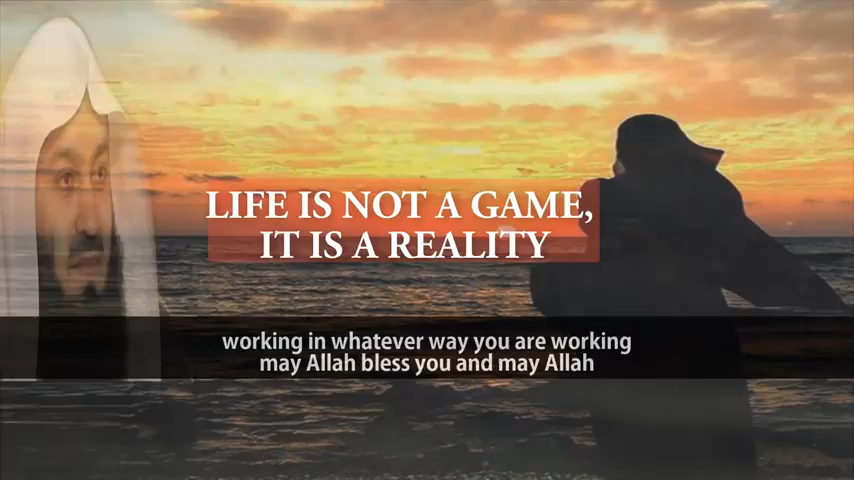 LIFE IS NOT A GAME,
IT IS A REALITY
working in whatever way you are working
may Allah bless you and may Allah